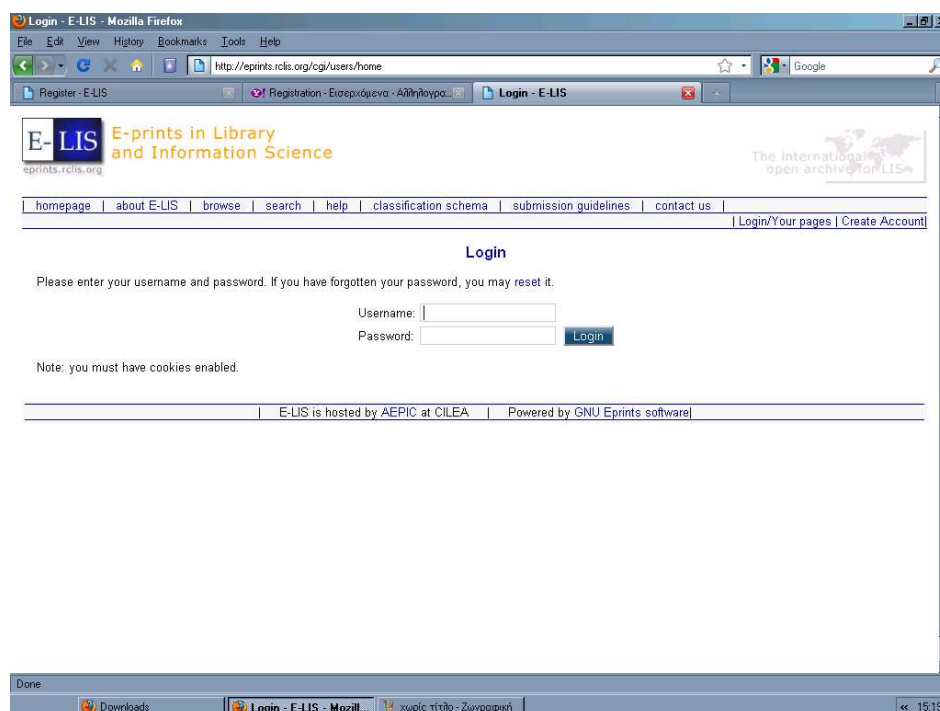 Login - E-LIS - Mozilla Firefox
File Edit View History Bookmarks Tools Help
http://eprints.rclis.org/cgi/users/home Google
Register - E-LIS Registration - Εισερχόμενα - Αλληλογρα... Login - E-LIS
E-LIS E-prints in Library
and Information Science
eprints.rclis.org
The international
open archive for LIS
| homepage | about E-LIS | browse | search | help | classification schema | submission guidelines | contact us |
| Login/Your pages | Create Account|
Login
Please enter your username and password. If you have forgotten your password, you may reset it.
Username:
Password: Login
Note: you must have cookies enabled.
| E-LIS is hosted by AEPIC at CILEA | Powered by GNU Eprints software|
Done
Downloads Login - E-LIS - Mozill... χωρίς τίτλο - Ζωγραφική « 15:19